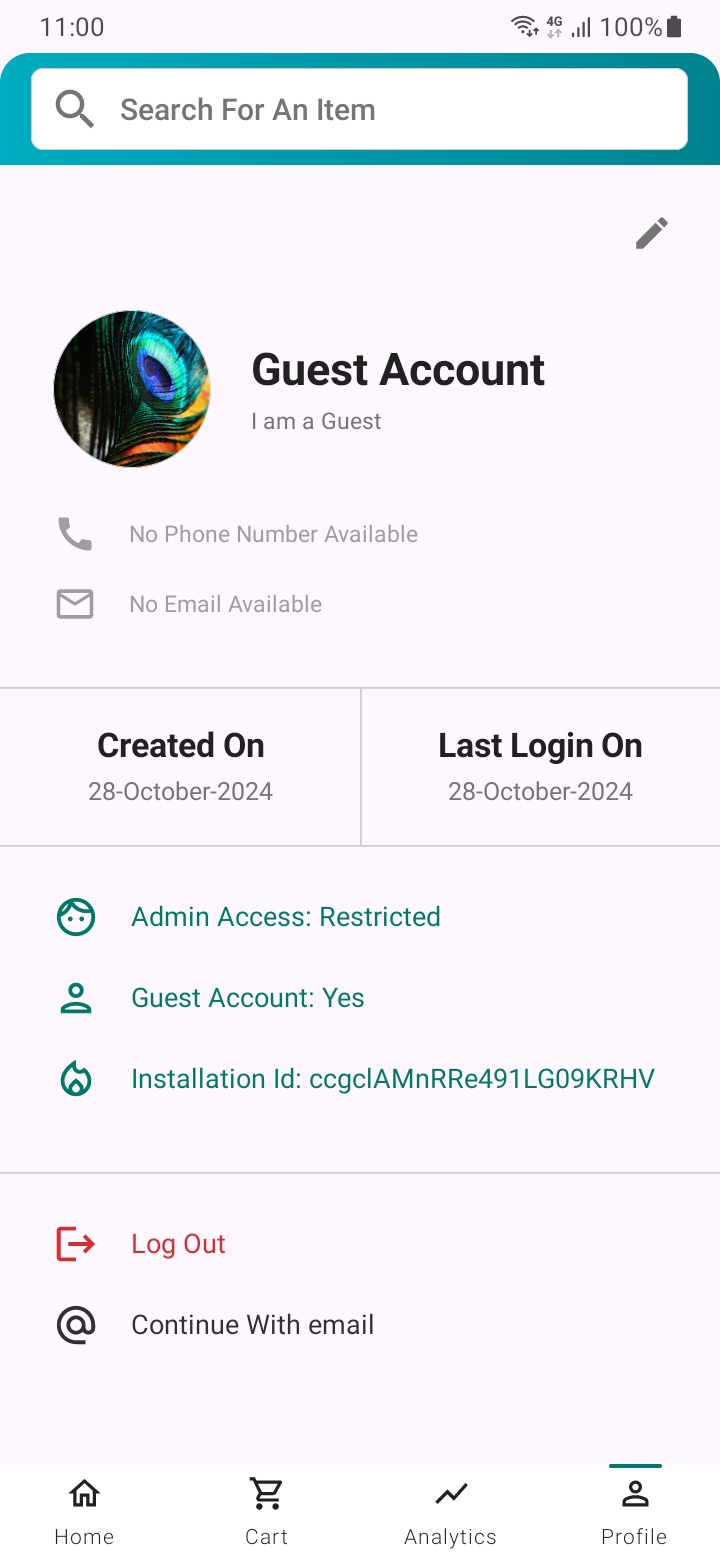 11:00
4G
100%
Search For An Item
Guest Account
I am a Guest
No Phone Number Available
No Email Available
Created On
28-October-2024
Last Login On
28-October-2024
Admin Access: Restricted
Guest Account: Yes
Installation Id: ccgclAMnRRe491LG09KRHV
Log Out
Continue With email
Home
Cart
Analytics
Profile